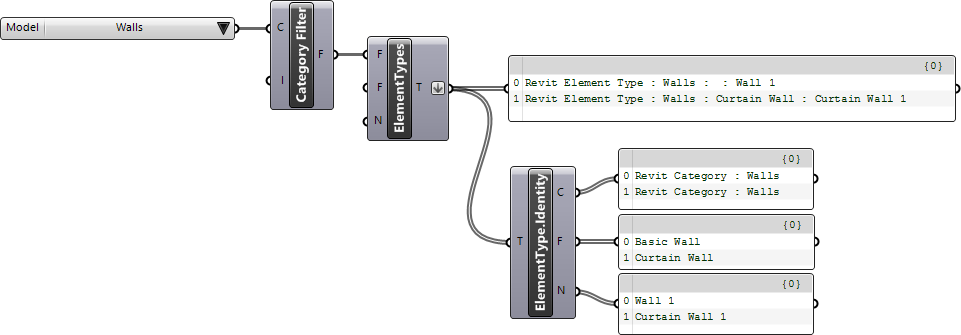 Model Walls
C
I
Category Filter
F
F
F
N
ElementTypes
T
{0}
0 Revit Element Type : Walls :  : Wall 1
1 Revit Element Type : Walls : Curtain Wall : Curtain Wall 1
T
ElementType.Identity
C
F
N
{0}
0 Revit Category : Walls
1 Revit Category : Walls
{0}
0 Basic Wall
1 Curtain Wall
{0}
0 Wall 1
1 Curtain Wall 1